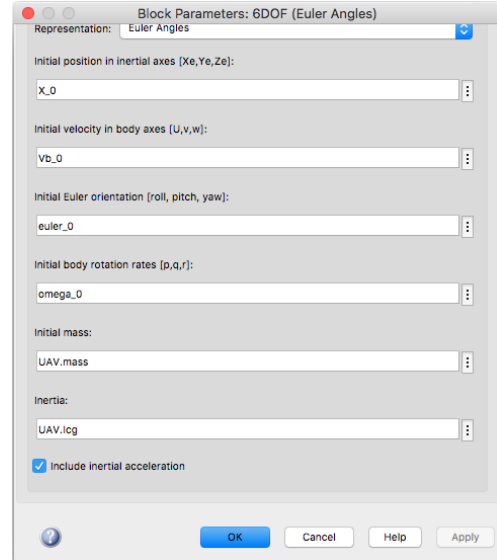 Block Parameters: 6DOF (Euler Angles)
Representation: Euler Angles
Initial position in inertial axes [Xe,Ye,Ze]:
X_0
Initial velocity in body axes [U,v,w]:
Vb_0
Initial Euler orientation [roll, pitch, yaw]:
euler_0
Initial body rotation rates [p,q,r]:
omega_0
Initial mass:
UAV.mass
Inertia:
UAV.Icg
Include inertial acceleration
? OK Cancel Help Apply